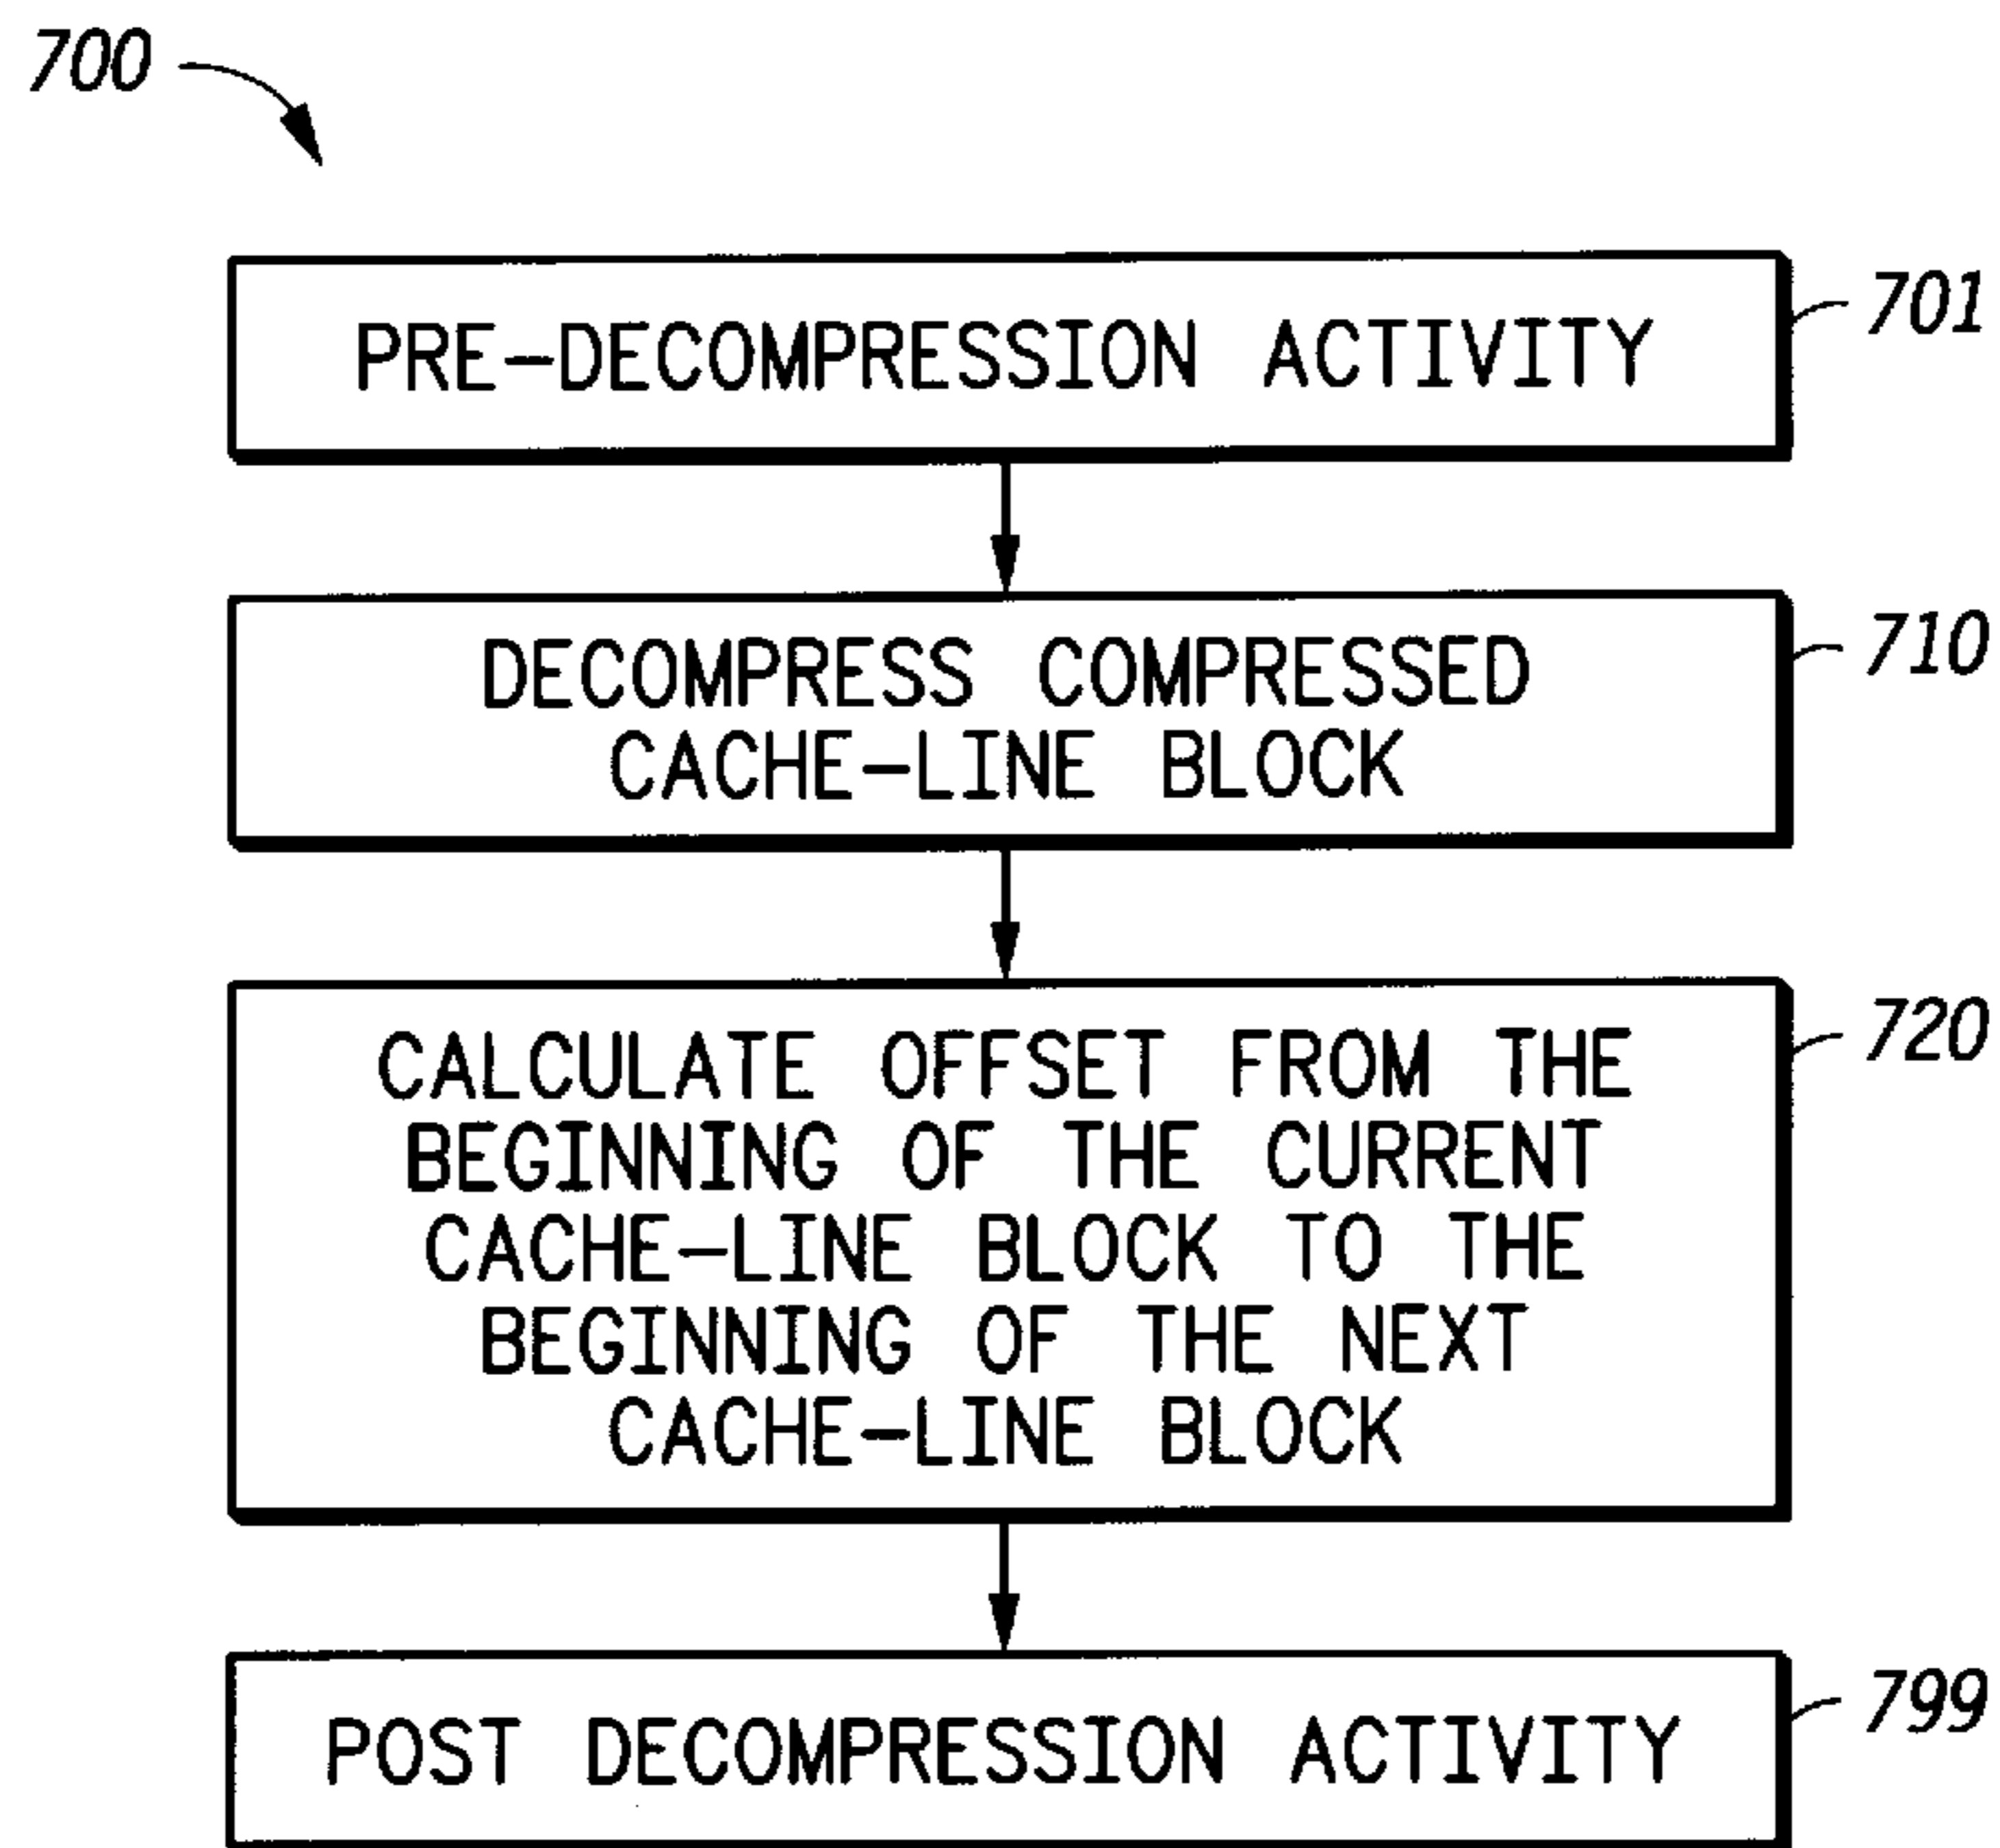 700
PRE-DECOMPRESSION ACTIVITY
701
DECOMPRESS COMPRESSED
CACHE-LINE BLOCK
710
CALCULATE OFFSET FROM THE
BEGINNING OF THE CURRENT
CACHE-LINE BLOCK TO THE
BEGINNING OF THE NEXT
CACHE-LINE BLOCK
720
POST DECOMPRESSION ACTIVITY
799